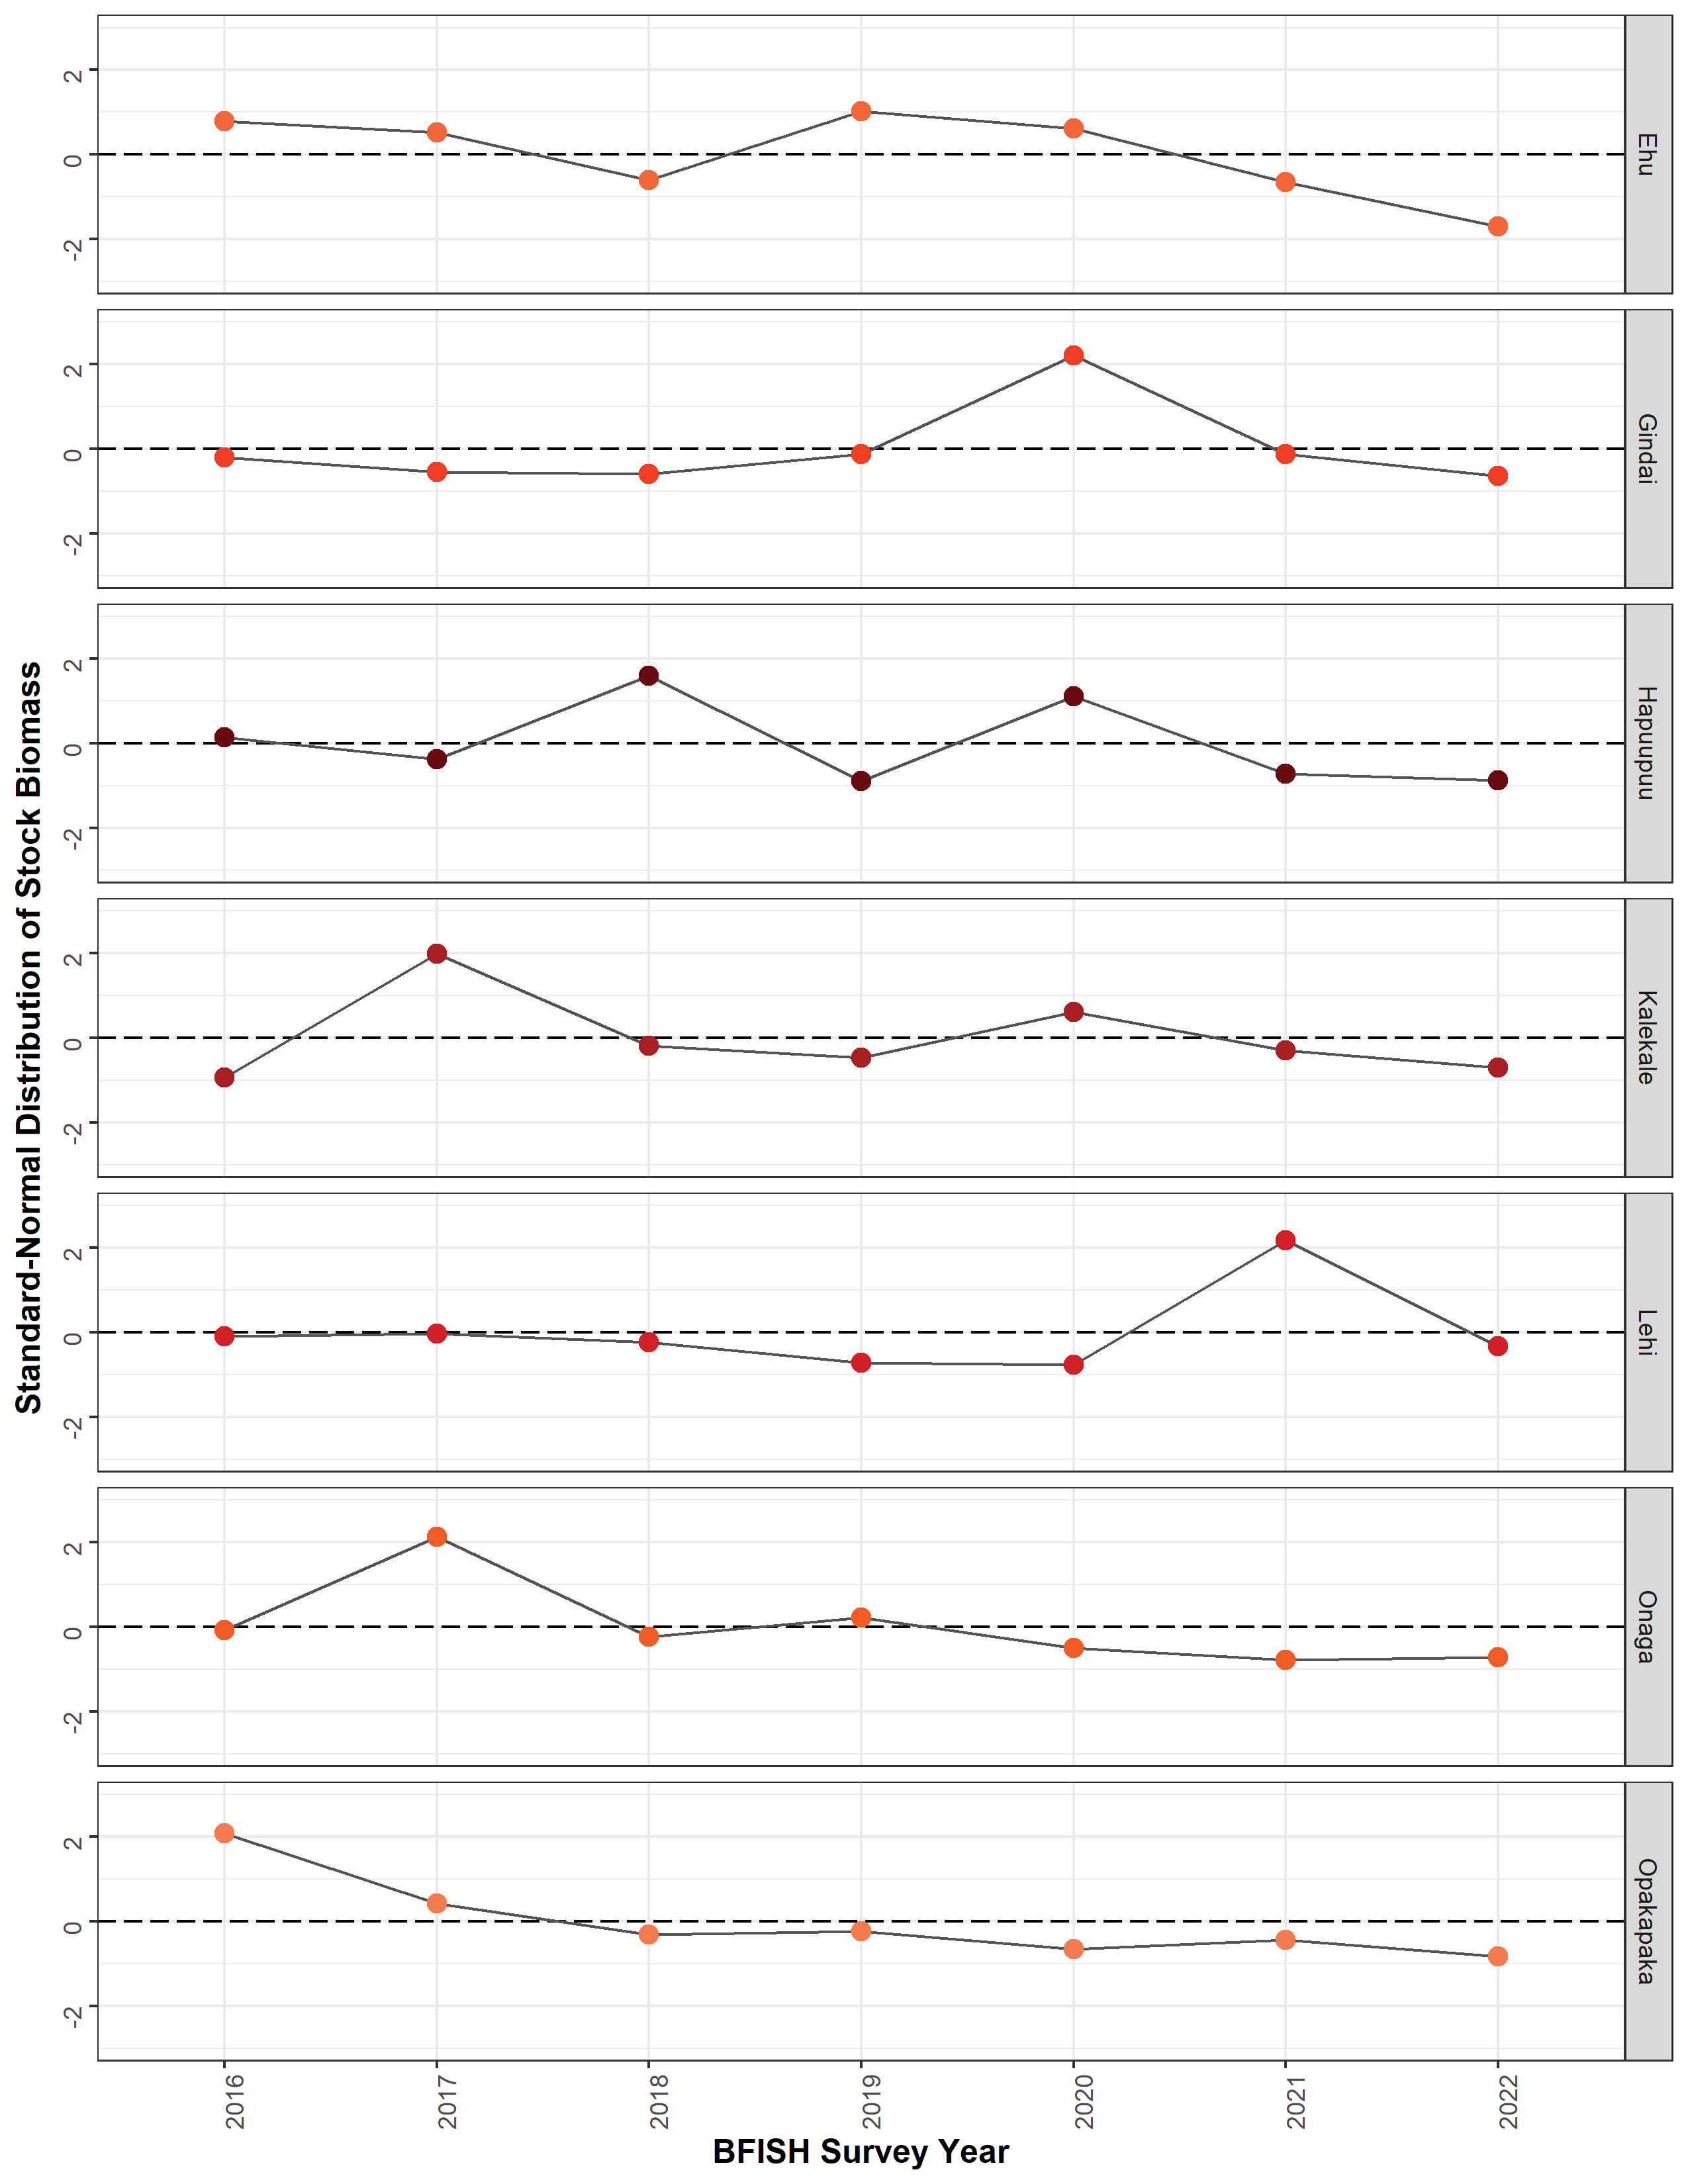 Standard-Normal Distribution of Stock Biomass
2
0
-2
Ehu
2
0
-2
Gindai
2
0
-2
Hapuupuu
2
0
-2
Kalekale
2
0
-2
Lehi
2
0
-2
Onaga
2
0
-2
Opakapaka
2016 2017 2018 2019 2020 2021 2022
BFISH Survey Year